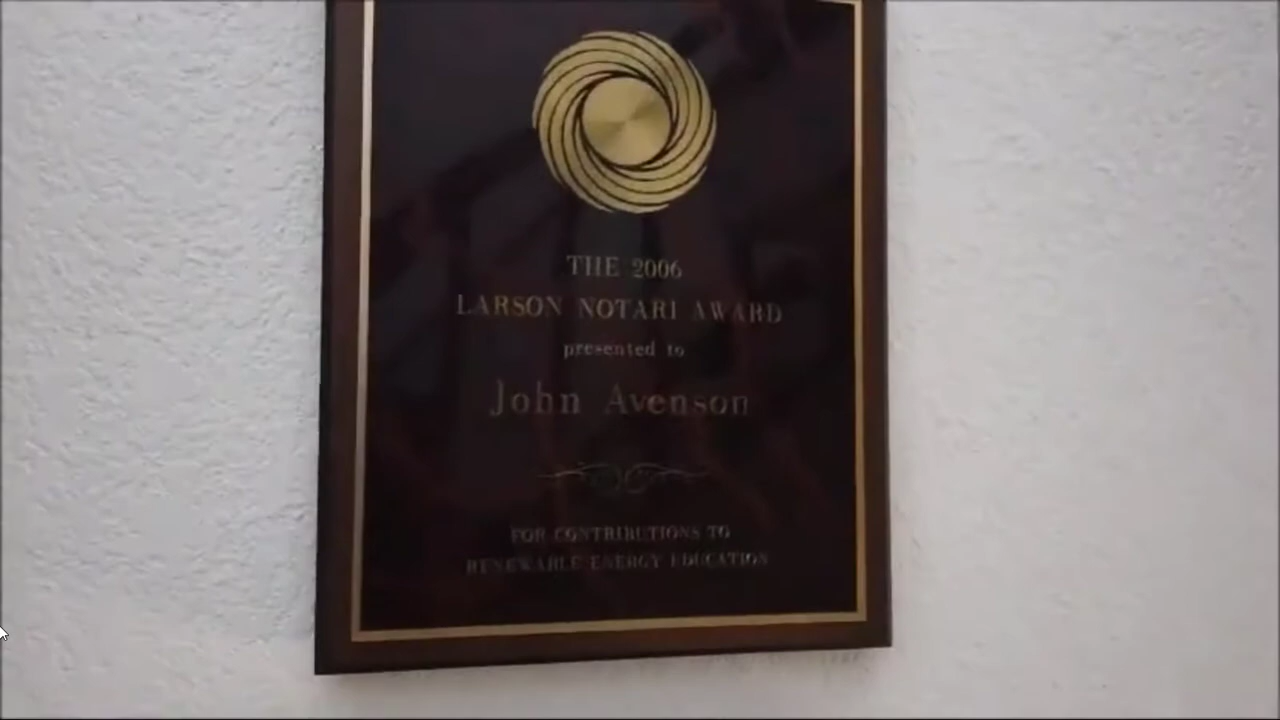 THE 2006
LARSON NOTARI AWARD
presented to
John Avenson
FOR CONTRIBUTIONS TO
RENEWABLE ENERGY EDUCATION